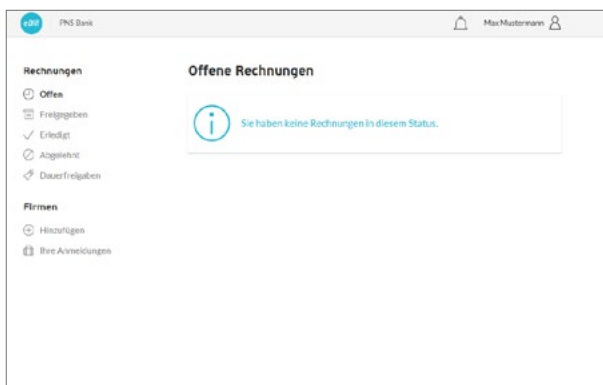 eBill
PNS Bank
Max Mustermann
Rechnungen
Offen
Freigegeben
Erledigt
Abgelehnt
Dauerfreigaben
Firmen
Hinzufügen
Ihre Anmeldungen
Offene Rechnungen
Sie haben keine Rechnungen in diesem Status.